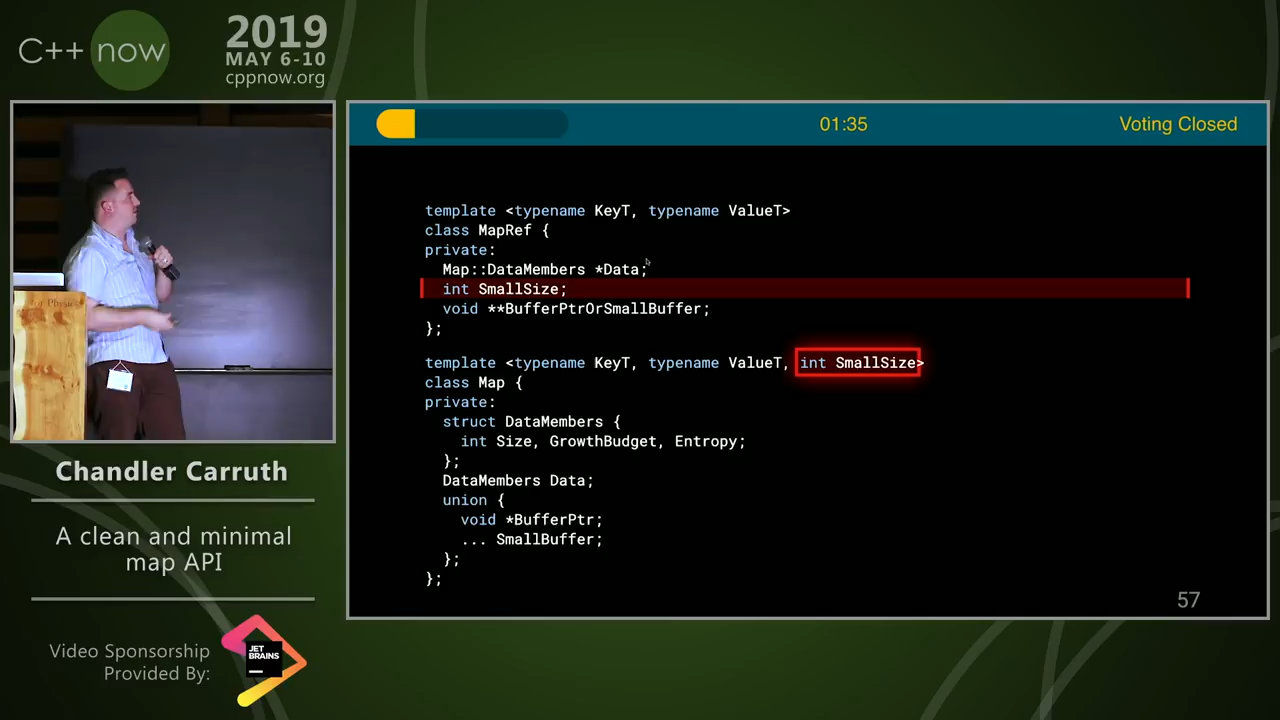 C++ now
2019
MAY 6-10
cppnow.org
01:35
Voting Closed
template <typename KeyT, typename ValueT>
class MapRef {
private:
Map::DataMembers *Data;
int SmallSize;
void **BufferPtrOrSmallBuffer;
};
template <typename KeyT, typename ValueT, int SmallSize>
class Map {
private:
struct DataMembers {
int Size, GrowthBudget, Entropy;
};
DataMembers Data;
union {
void *BufferPtr;
... SmallBuffer;
};
};
57
Chandler Carruth
A clean and minimal
map API
Video Sponsorship
Provided By:
JET
BRAINS